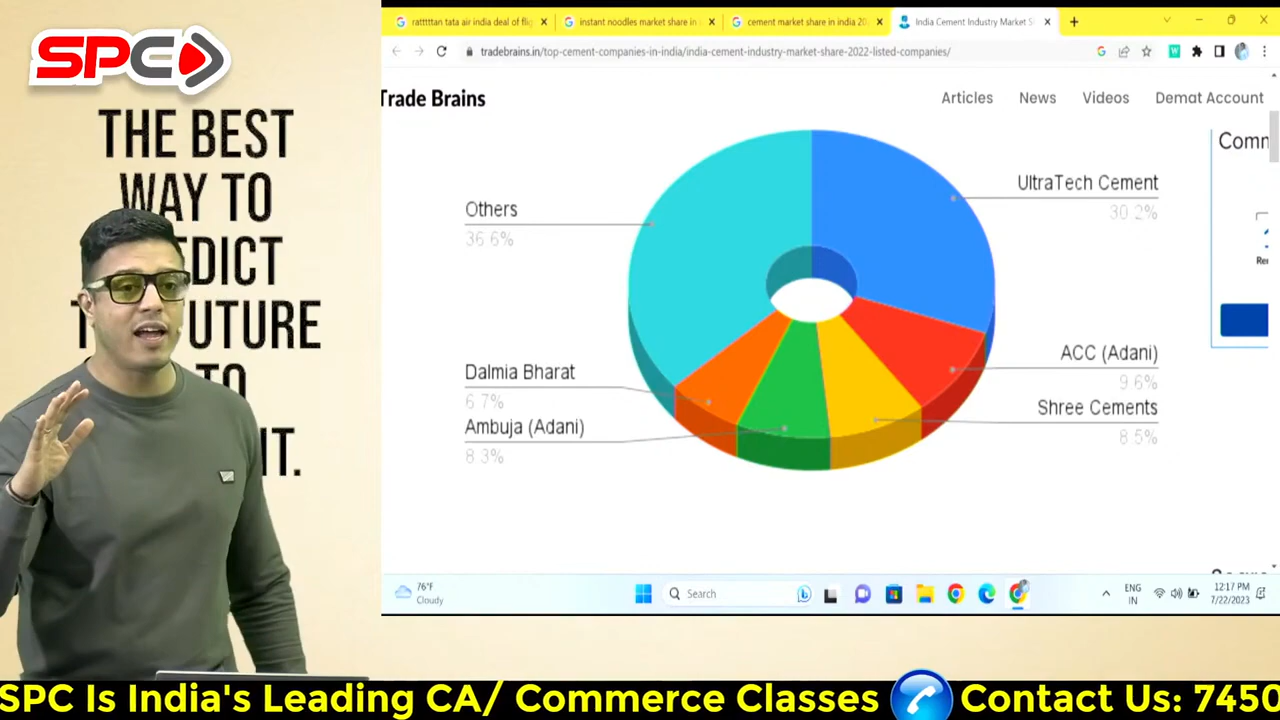 SPC
THE BEST
WAY TO
EDICT
UTURE
TO
IT.
rattttan tata air india deal of fli
instant noodles market share in
cement market share in india 20
India Cement Industry Market S
tradebrains.in/top-cement-companies-in-india/india-cement-industry-market-share-2022-listed-companies/
Trade Brains
Articles
News
Videos
Demat Account
Comm
Others
36.6%
UltraTech Cement
30.2%
ACC (Adani)
9.6%
Shree Cements
8.5%
Dalmia Bharat
6.7%
Ambuja (Adani)
8.3%
76°F
Cloudy
Search
ENG
IN
12:17 PM
7/22/2023
SPC Is India's Leading CA/ Commerce Classes
Contact Us: 7450